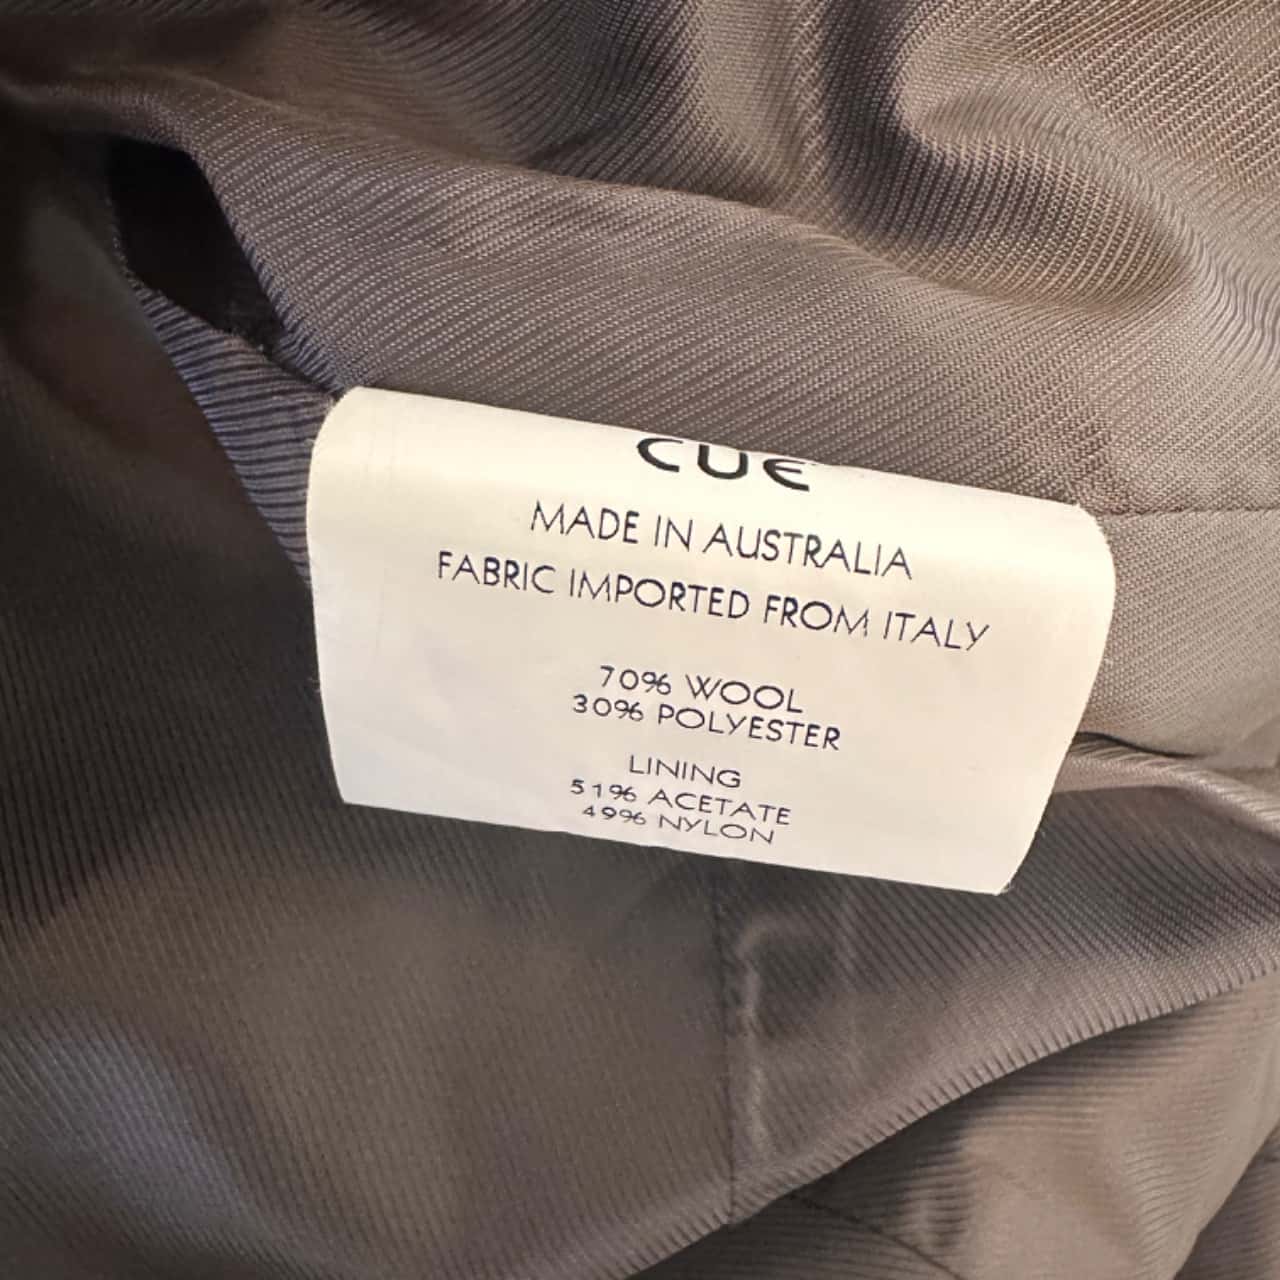 CUE
MADE IN AUSTRALIA
FABRIC IMPORTED FROM ITALY
70% WOOL
30% POLYESTER
LINING
51% ACETATE
49% NYLON